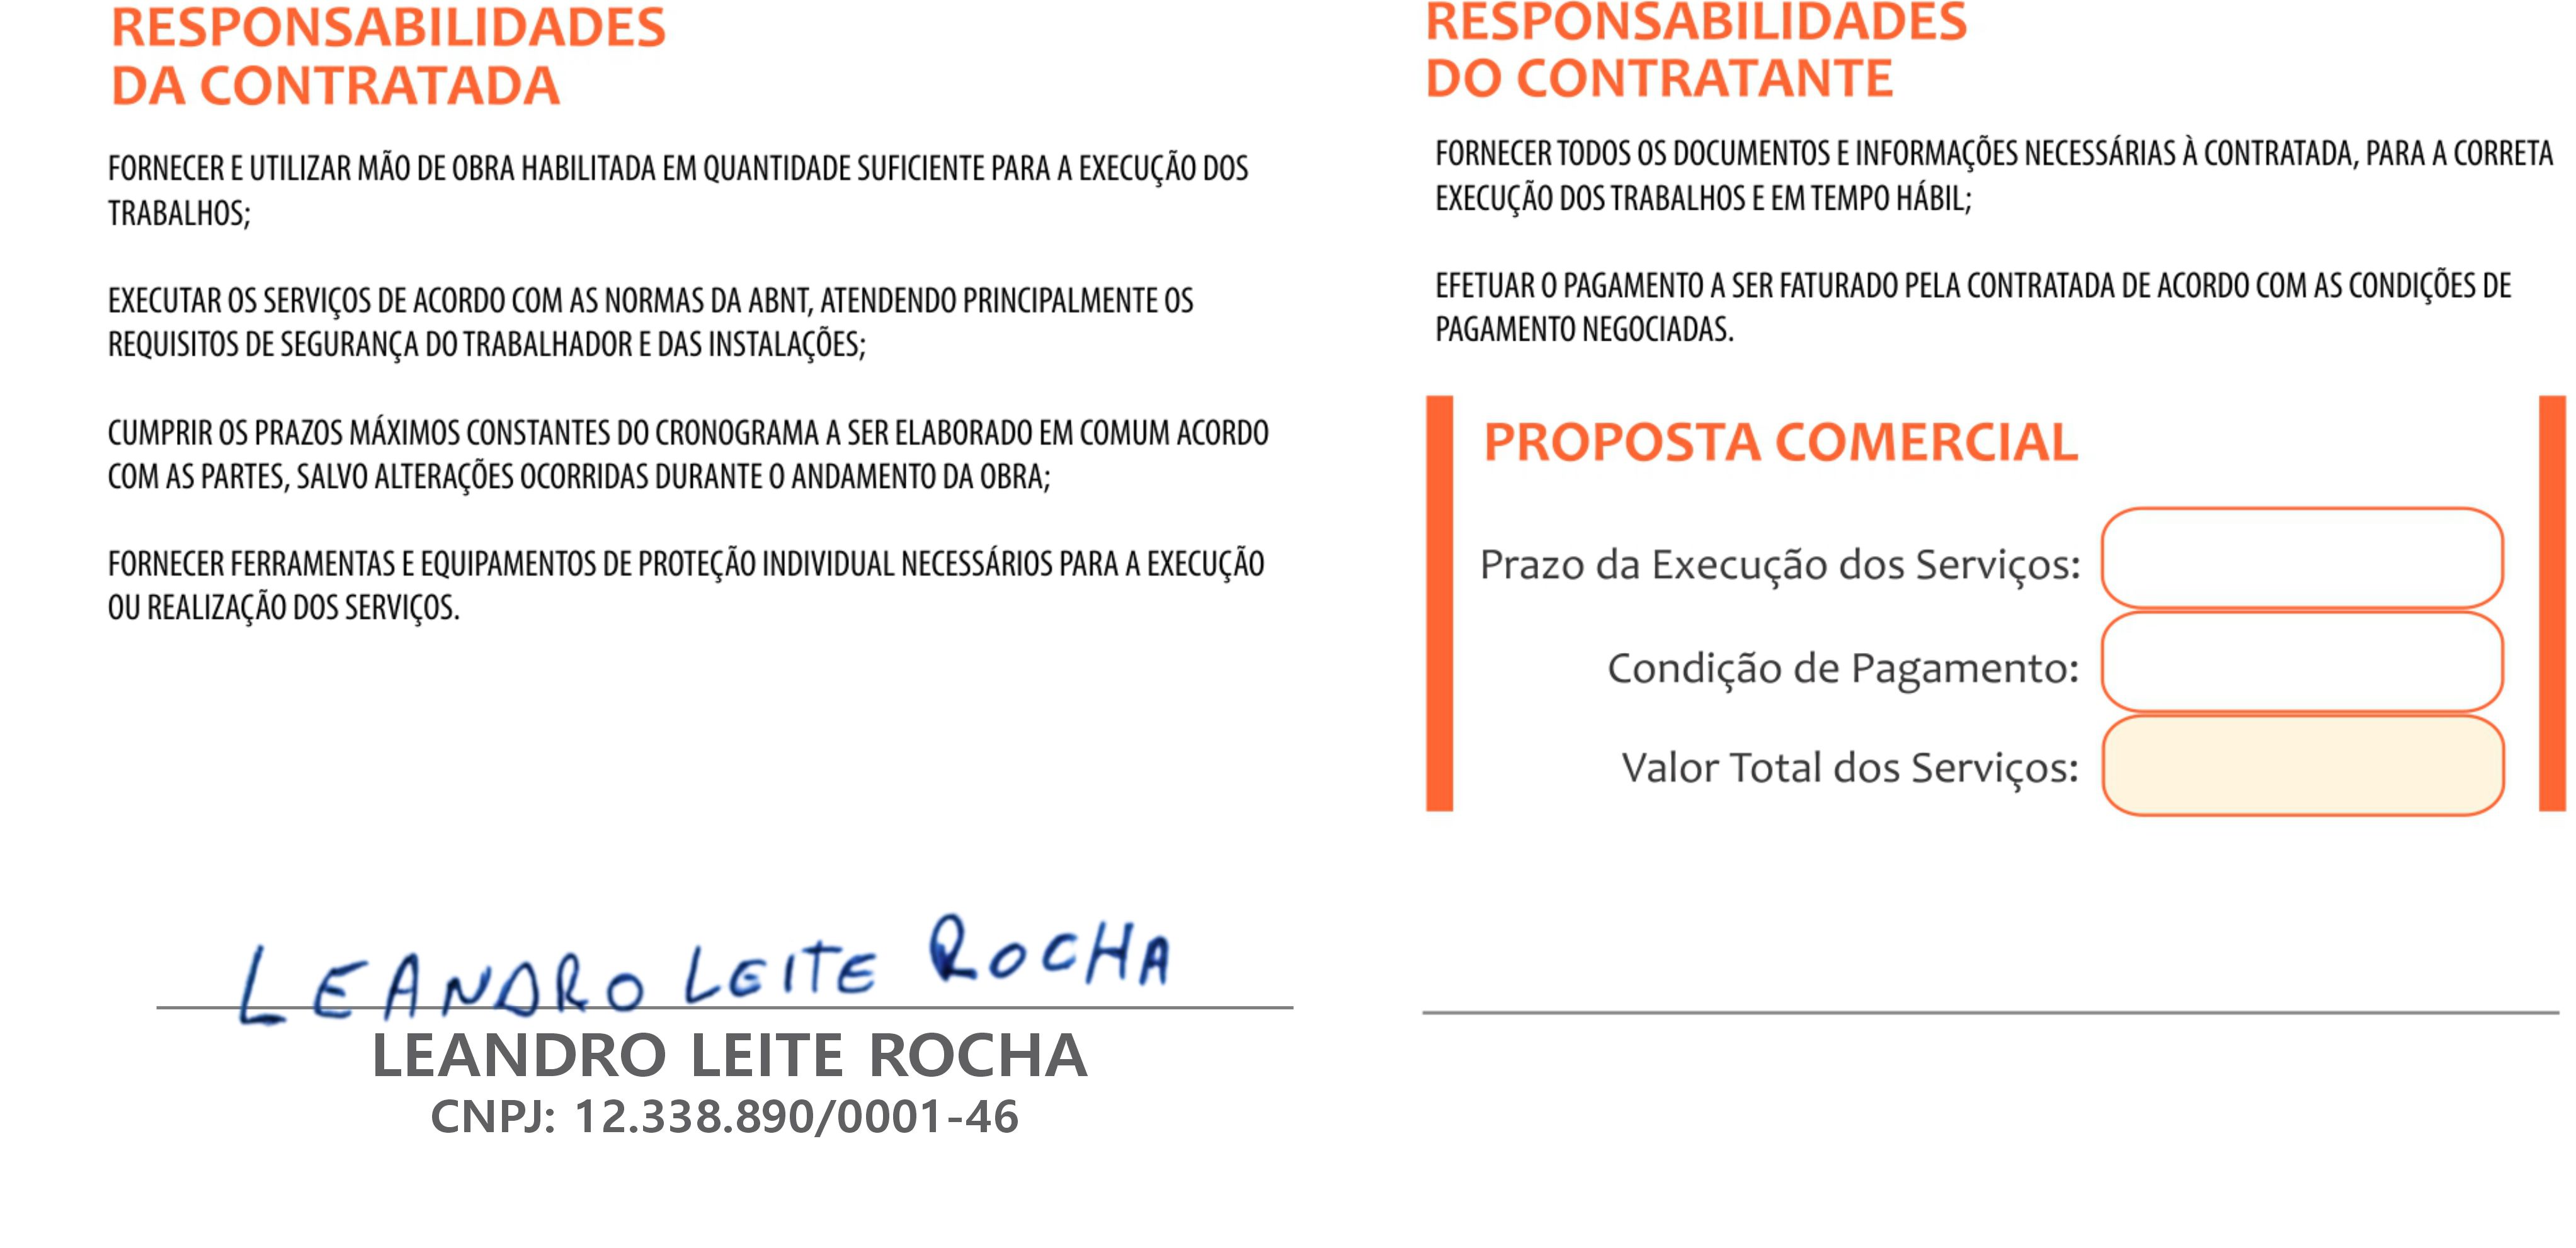 RESPONSABILIDADES
DA CONTRATADA
FORNECER E UTILIZAR MÃO DE OBRA HABILITADA EM QUANTIDADE SUFICIENTE PARA A EXECUÇÃO DOS
TRABALHOS;
EXECUTAR OS SERVIÇOS DE ACORDO COM AS NORMAS DA ABNT, ATENDENDO PRINCIPALMENTE OS
REQUISITOS DE SEGURANÇA DO TRABALHADOR E DAS INSTALAÇÕES;
CUMPRIR OS PRAZOS MÁXIMOS CONSTANTES DO CRONOGRAMA A SER ELABORADO EM COMUM ACORDO
COM AS PARTES, SALVO ALTERAÇÕES OCORRIDAS DURANTE O ANDAMENTO DA OBRA;
FORNECER FERRAMENTAS E EQUIPAMENTOS DE PROTEÇÃO INDIVIDUAL NECESSÁRIOS PARA A EXECUÇÃO
OU REALIZAÇÃO DOS SERVIÇOS.
LEANDRO LEITE ROCHA
LEANDRO LEITE ROCHA
CNPJ: 12.338.890/0001-46
RESPONSABILIDADES
DO CONTRATANTE
FORNECER TODOS OS DOCUMENTOS E INFORMAÇÕES NECESSÁRIAS À CONTRATADA, PARA A CORRETA
EXECUÇÃO DOS TRABALHOS E EM TEMPO HÁBIL;
EFETUAR O PAGAMENTO A SER FATURADO PELA CONTRATADA DE ACORDO COM AS CONDIÇÕES DE
PAGAMENTO NEGOCIADAS.
PROPOSTA COMERCIAL
Prazo da Execução dos Serviços:
Condição de Pagamento:
Valor Total dos Serviços: